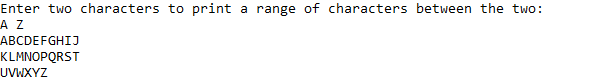 Enter two characters to print a range of characters between the two:
A Z
ABCDEFGHIJ
KLMNOPQRST
UVWXYZ